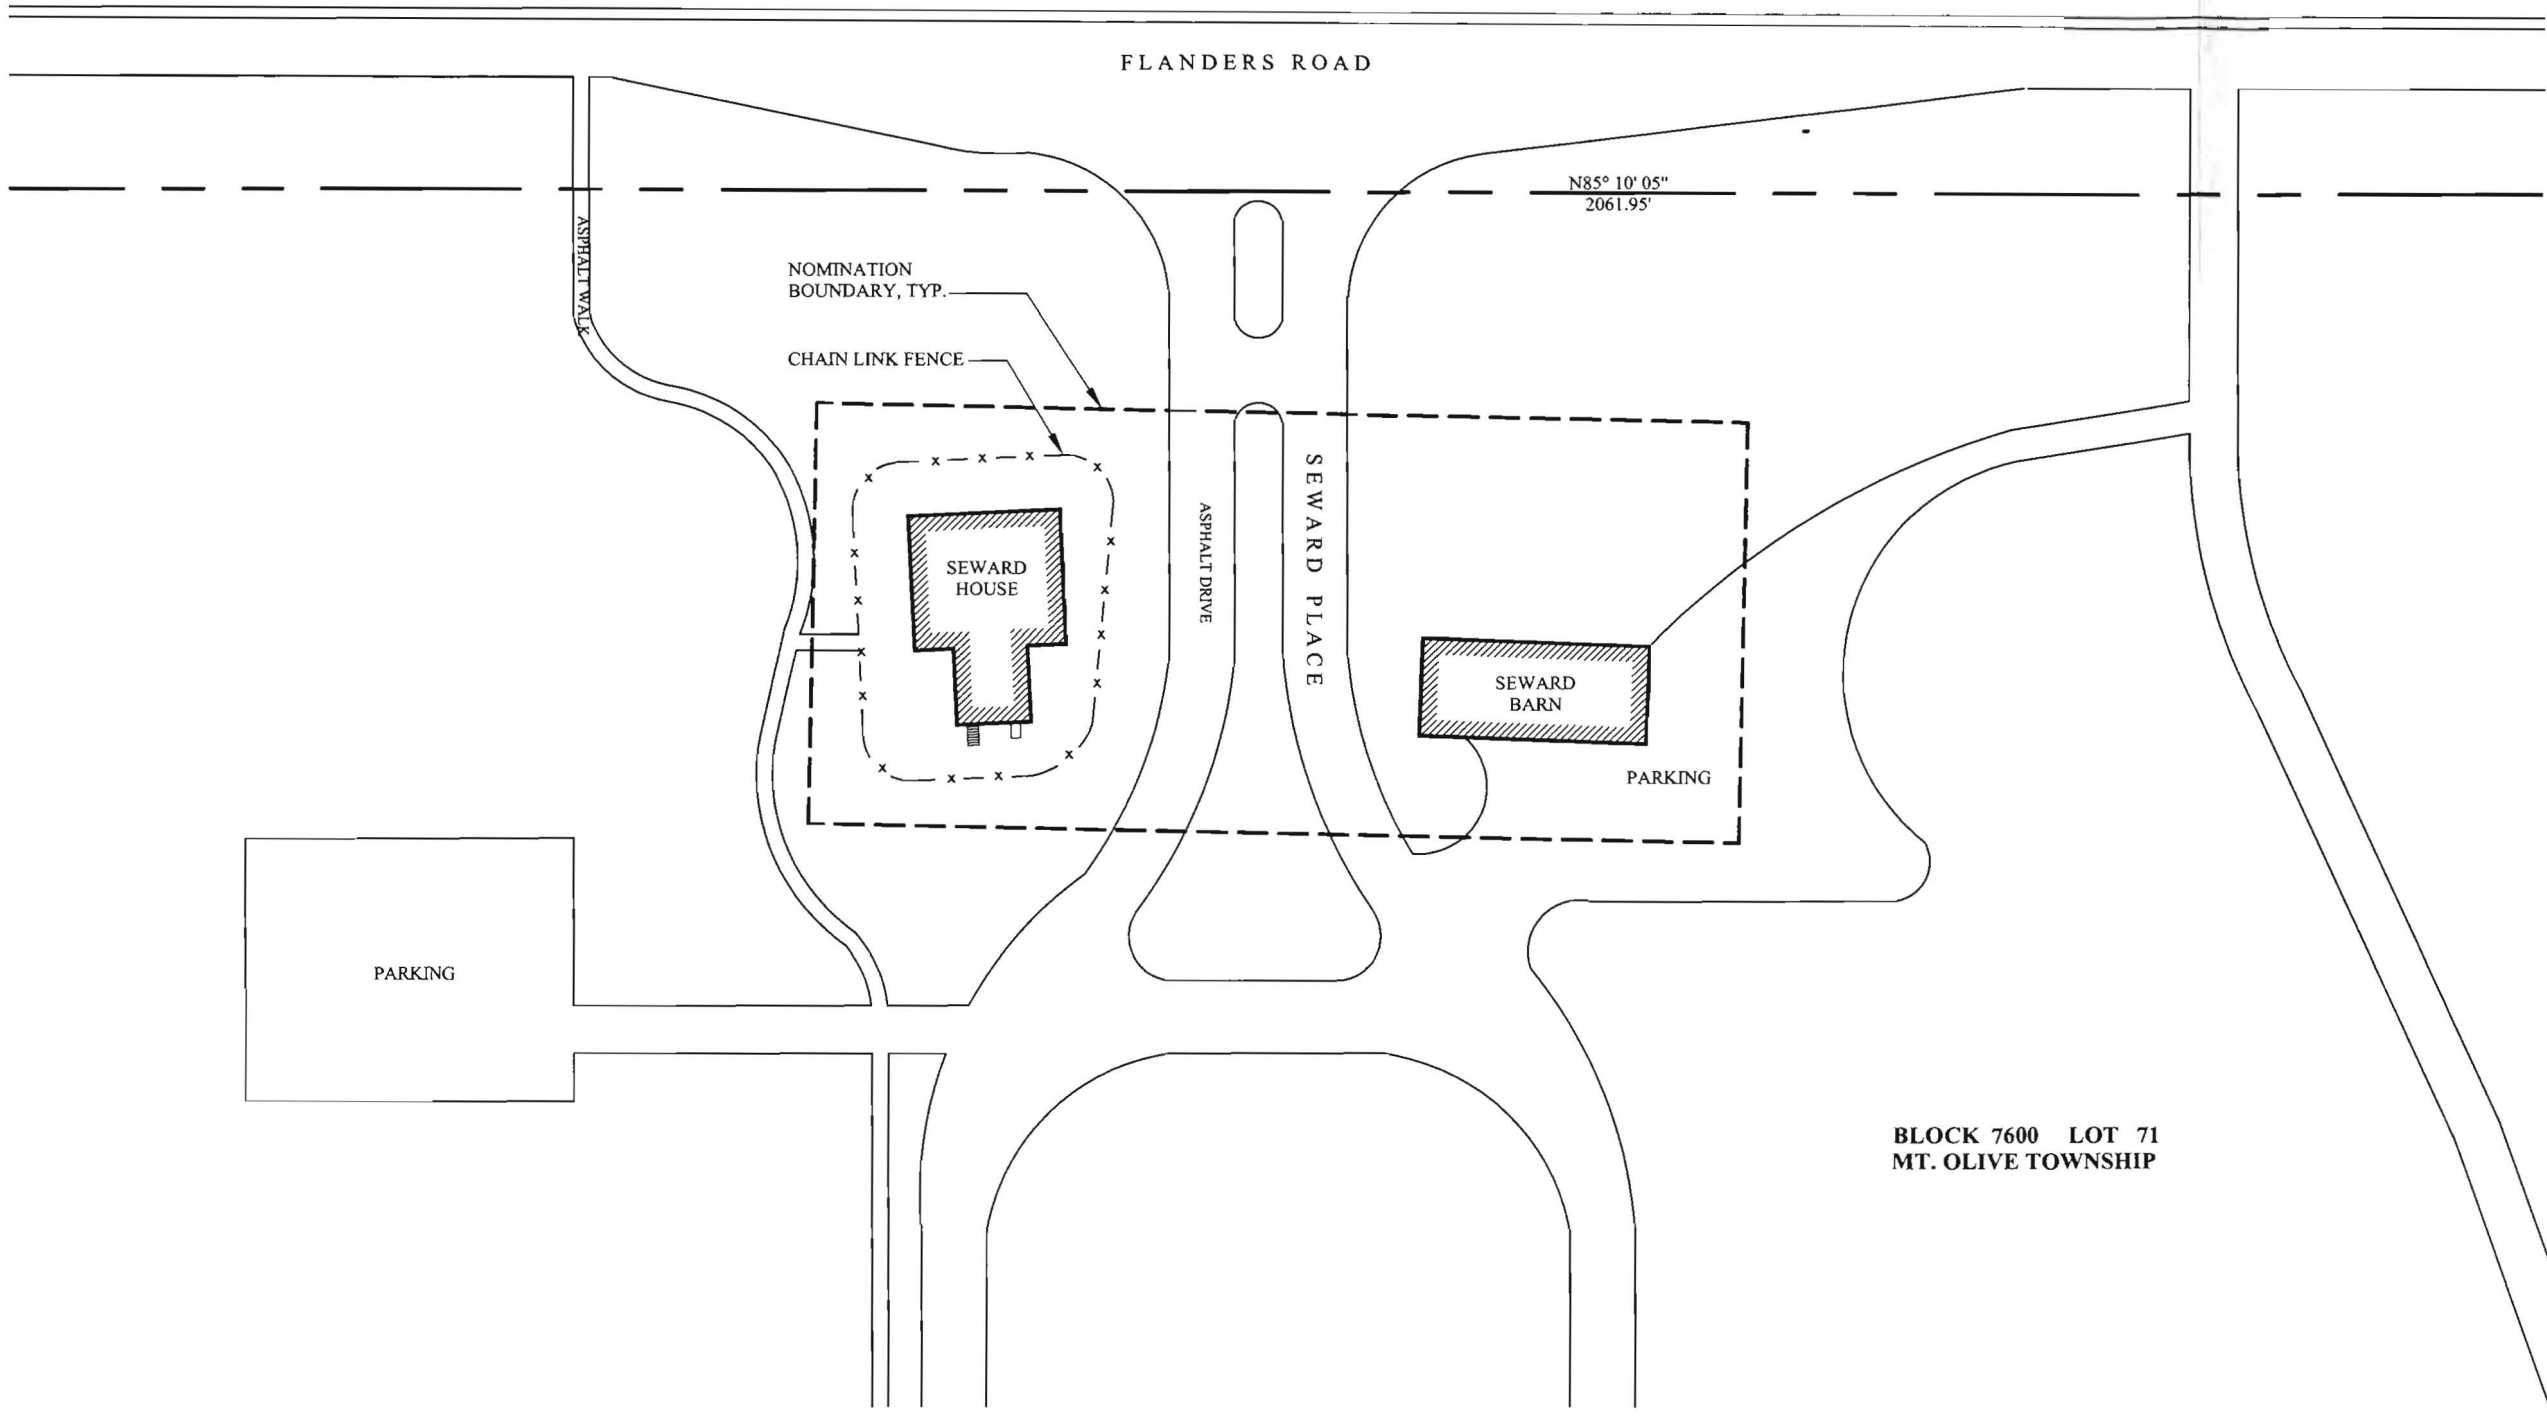 FLANDERS ROAD
N85° 10' 05"
2061.95'
ASPHALT WALK
NOMINATION
BOUNDARY, TYP.
CHAIN LINK FENCE
SEWARD
HOUSE
ASPHALT DRIVE
SEWARD PLACE
SEWARD
BARN
PARKING
PARKING
BLOCK 7600 LOT 71
MT. OLIVE TOWNSHIP